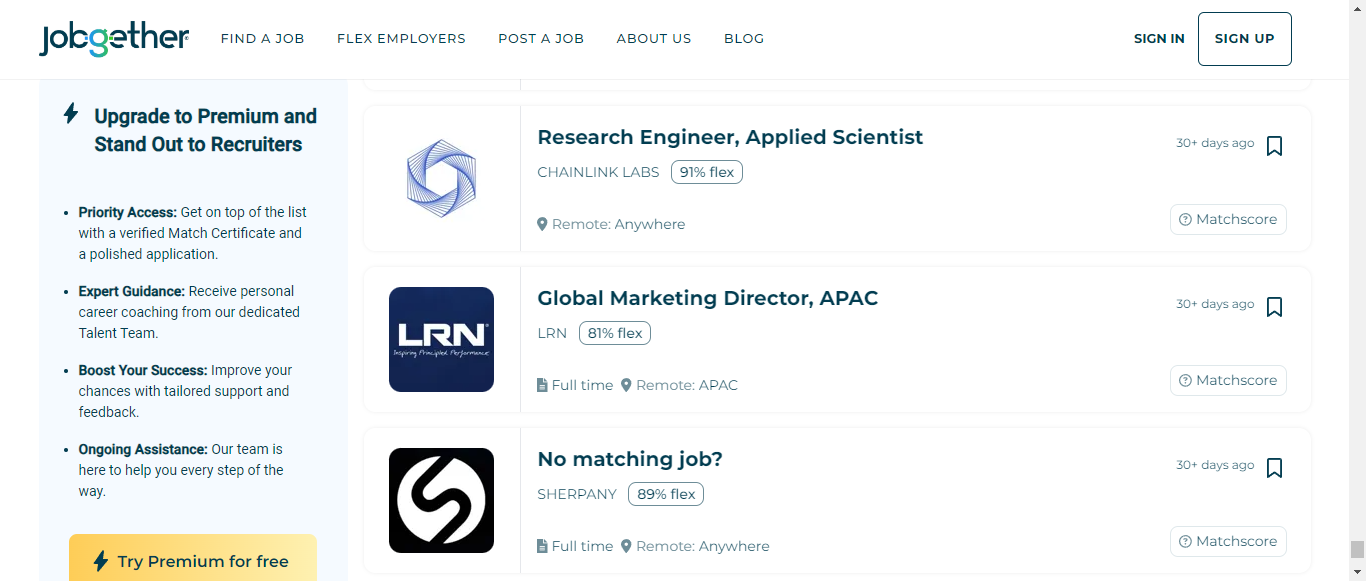 jobgether
FIND A JOB
FLEX EMPLOYERS
POST A JOB
ABOUT US
BLOG
SIGN IN
SIGN UP
Upgrade to Premium and
Stand Out to Recruiters
Priority Access: Get on top of the list
with a verified Match Certificate and
a polished application.
Expert Guidance: Receive personal
career coaching from our dedicated
Talent Team.
Boost Your Success: Improve your
chances with tailored support and
feedback.
Ongoing Assistance: Our team is
here to help you every step of the
way.
Try Premium for free
Research Engineer, Applied Scientist
30+ days ago
CHAINLINK LABS 91% flex
Remote: Anywhere
Matchscore
LRN
Inspiring Principled Performance
Global Marketing Director, APAC
30+ days ago
LRN 81% flex
Full time Remote: APAC
Matchscore
No matching job?
30+ days ago
SHERPANY 89% flex
Full time Remote: Anywhere
Matchscore